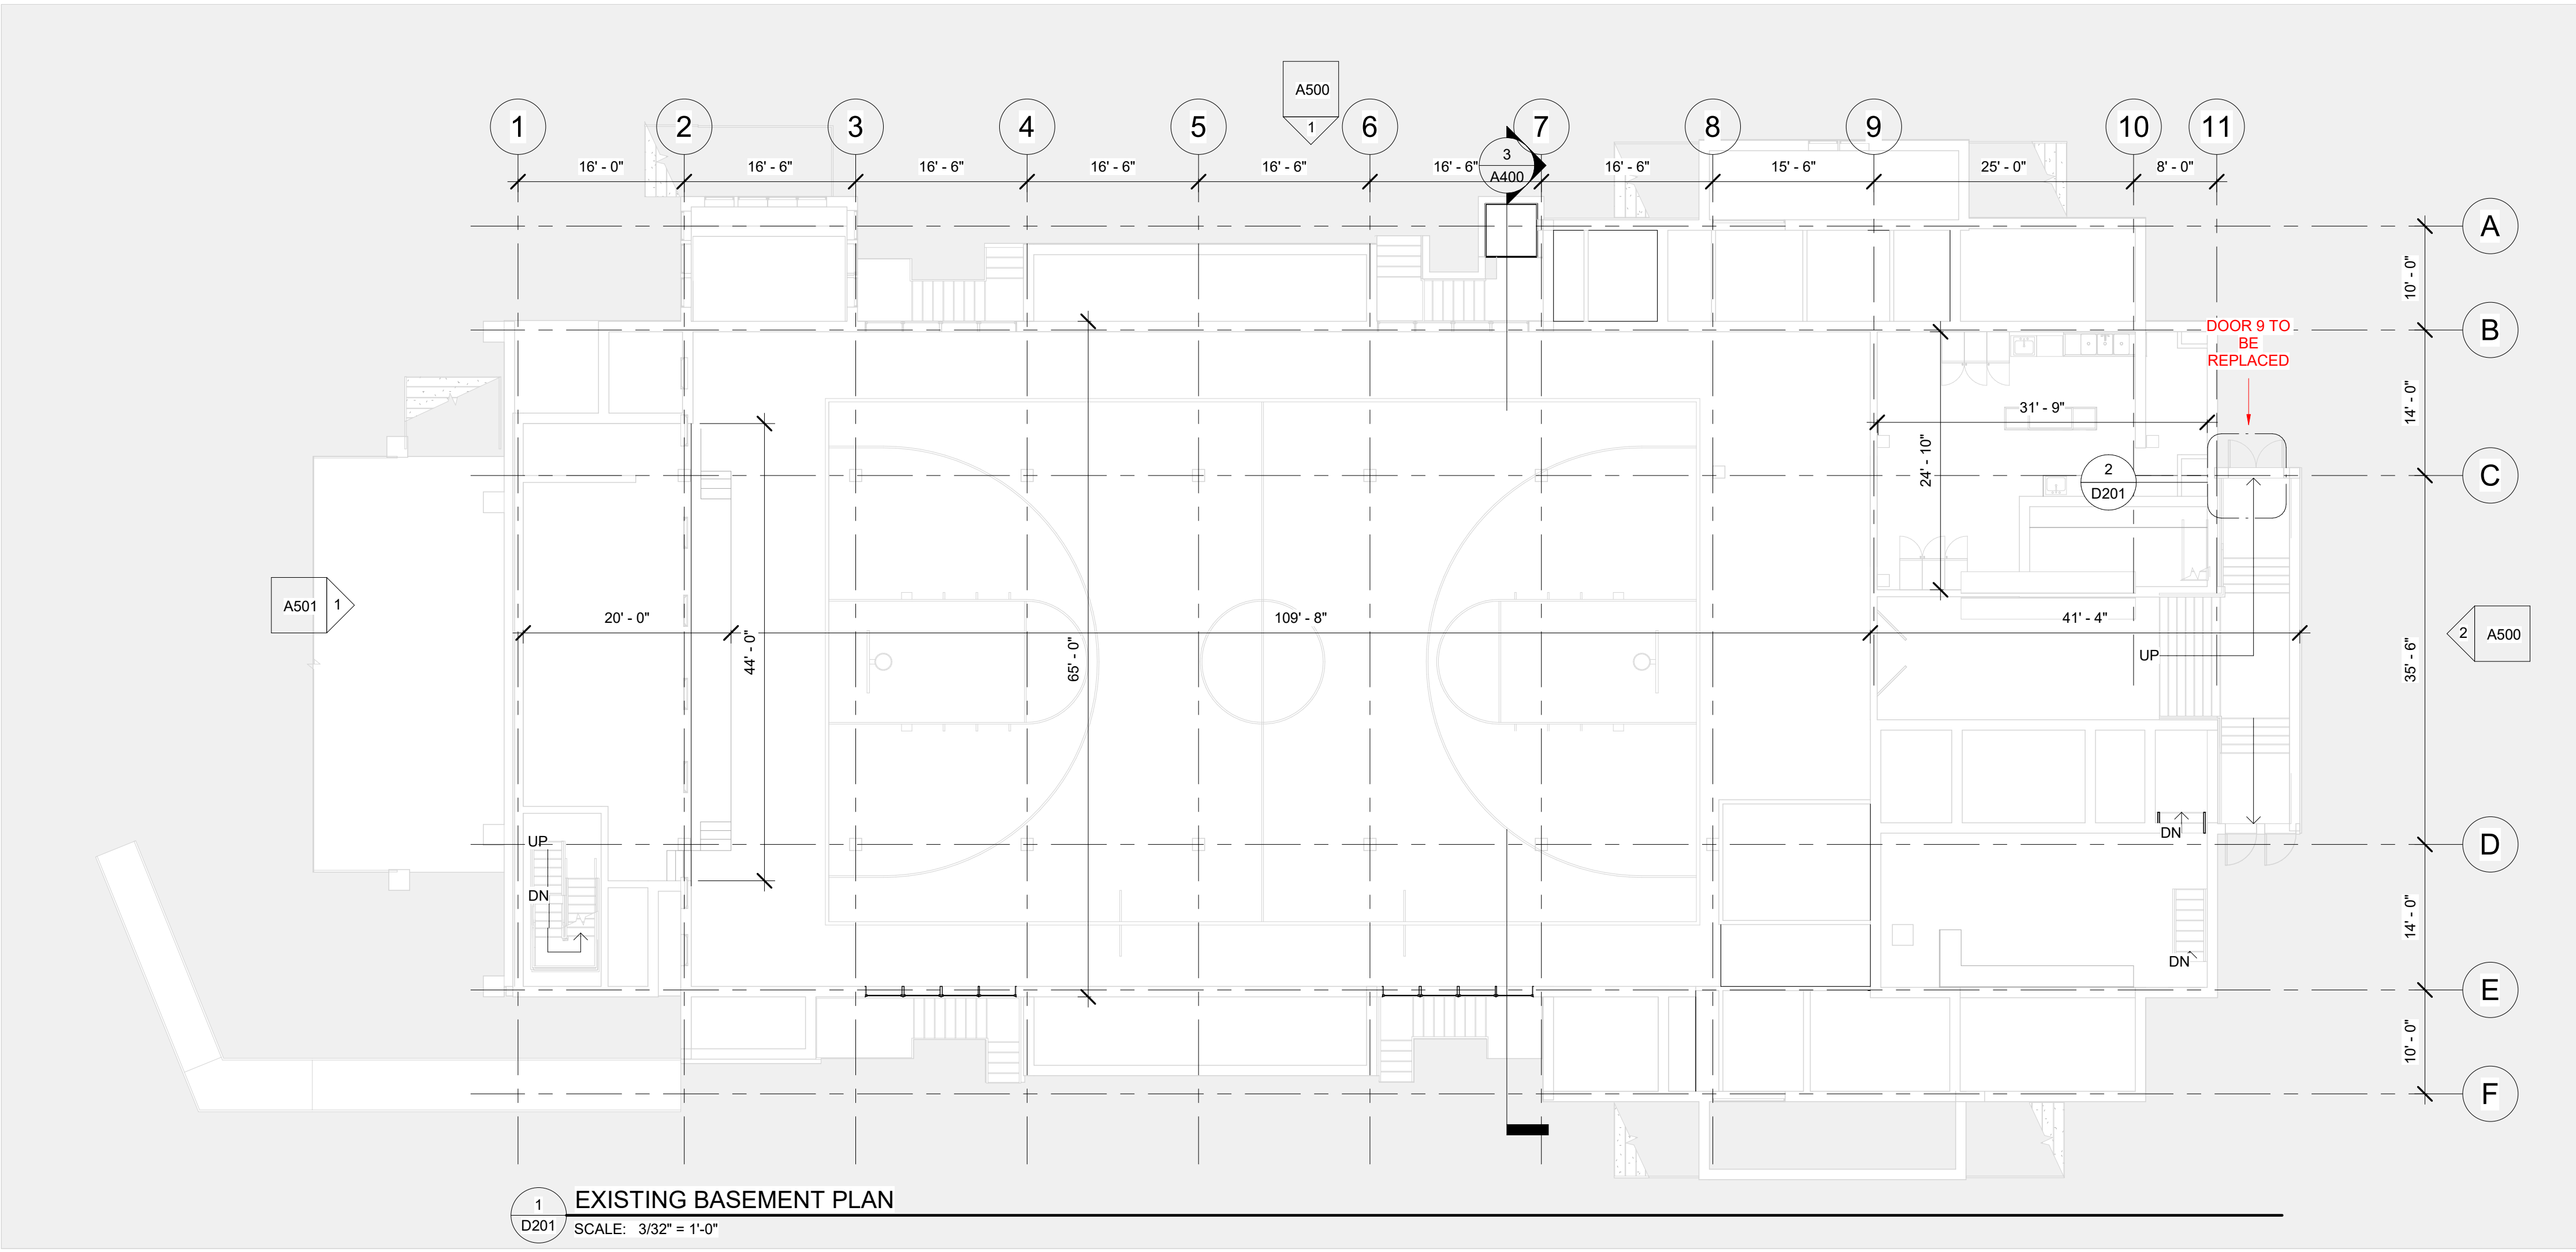 A500
1
1
2
3
4
5
6
7
8
9
10
11
3
A400
16' - 0"
16' - 6"
16' - 6"
16' - 6"
16' - 6"
16' - 6"
16' - 6"
15' - 6"
25' - 0"
8' - 0"
A
10' - 0"
B
DOOR 9 TO
BE
REPLACED
14' - 0"
31' - 9"
24' - 10"
C
2
D201
A501
1
20' - 0"
44' - 0"
109' - 8"
65' - 0"
41' - 4"
UP
35' - 6"
2
A500
UP
DN
D
DN
14' - 0"
DN
E
10' - 0"
F
1
D201
EXISTING BASEMENT PLAN
SCALE: 3/32" = 1'-0"